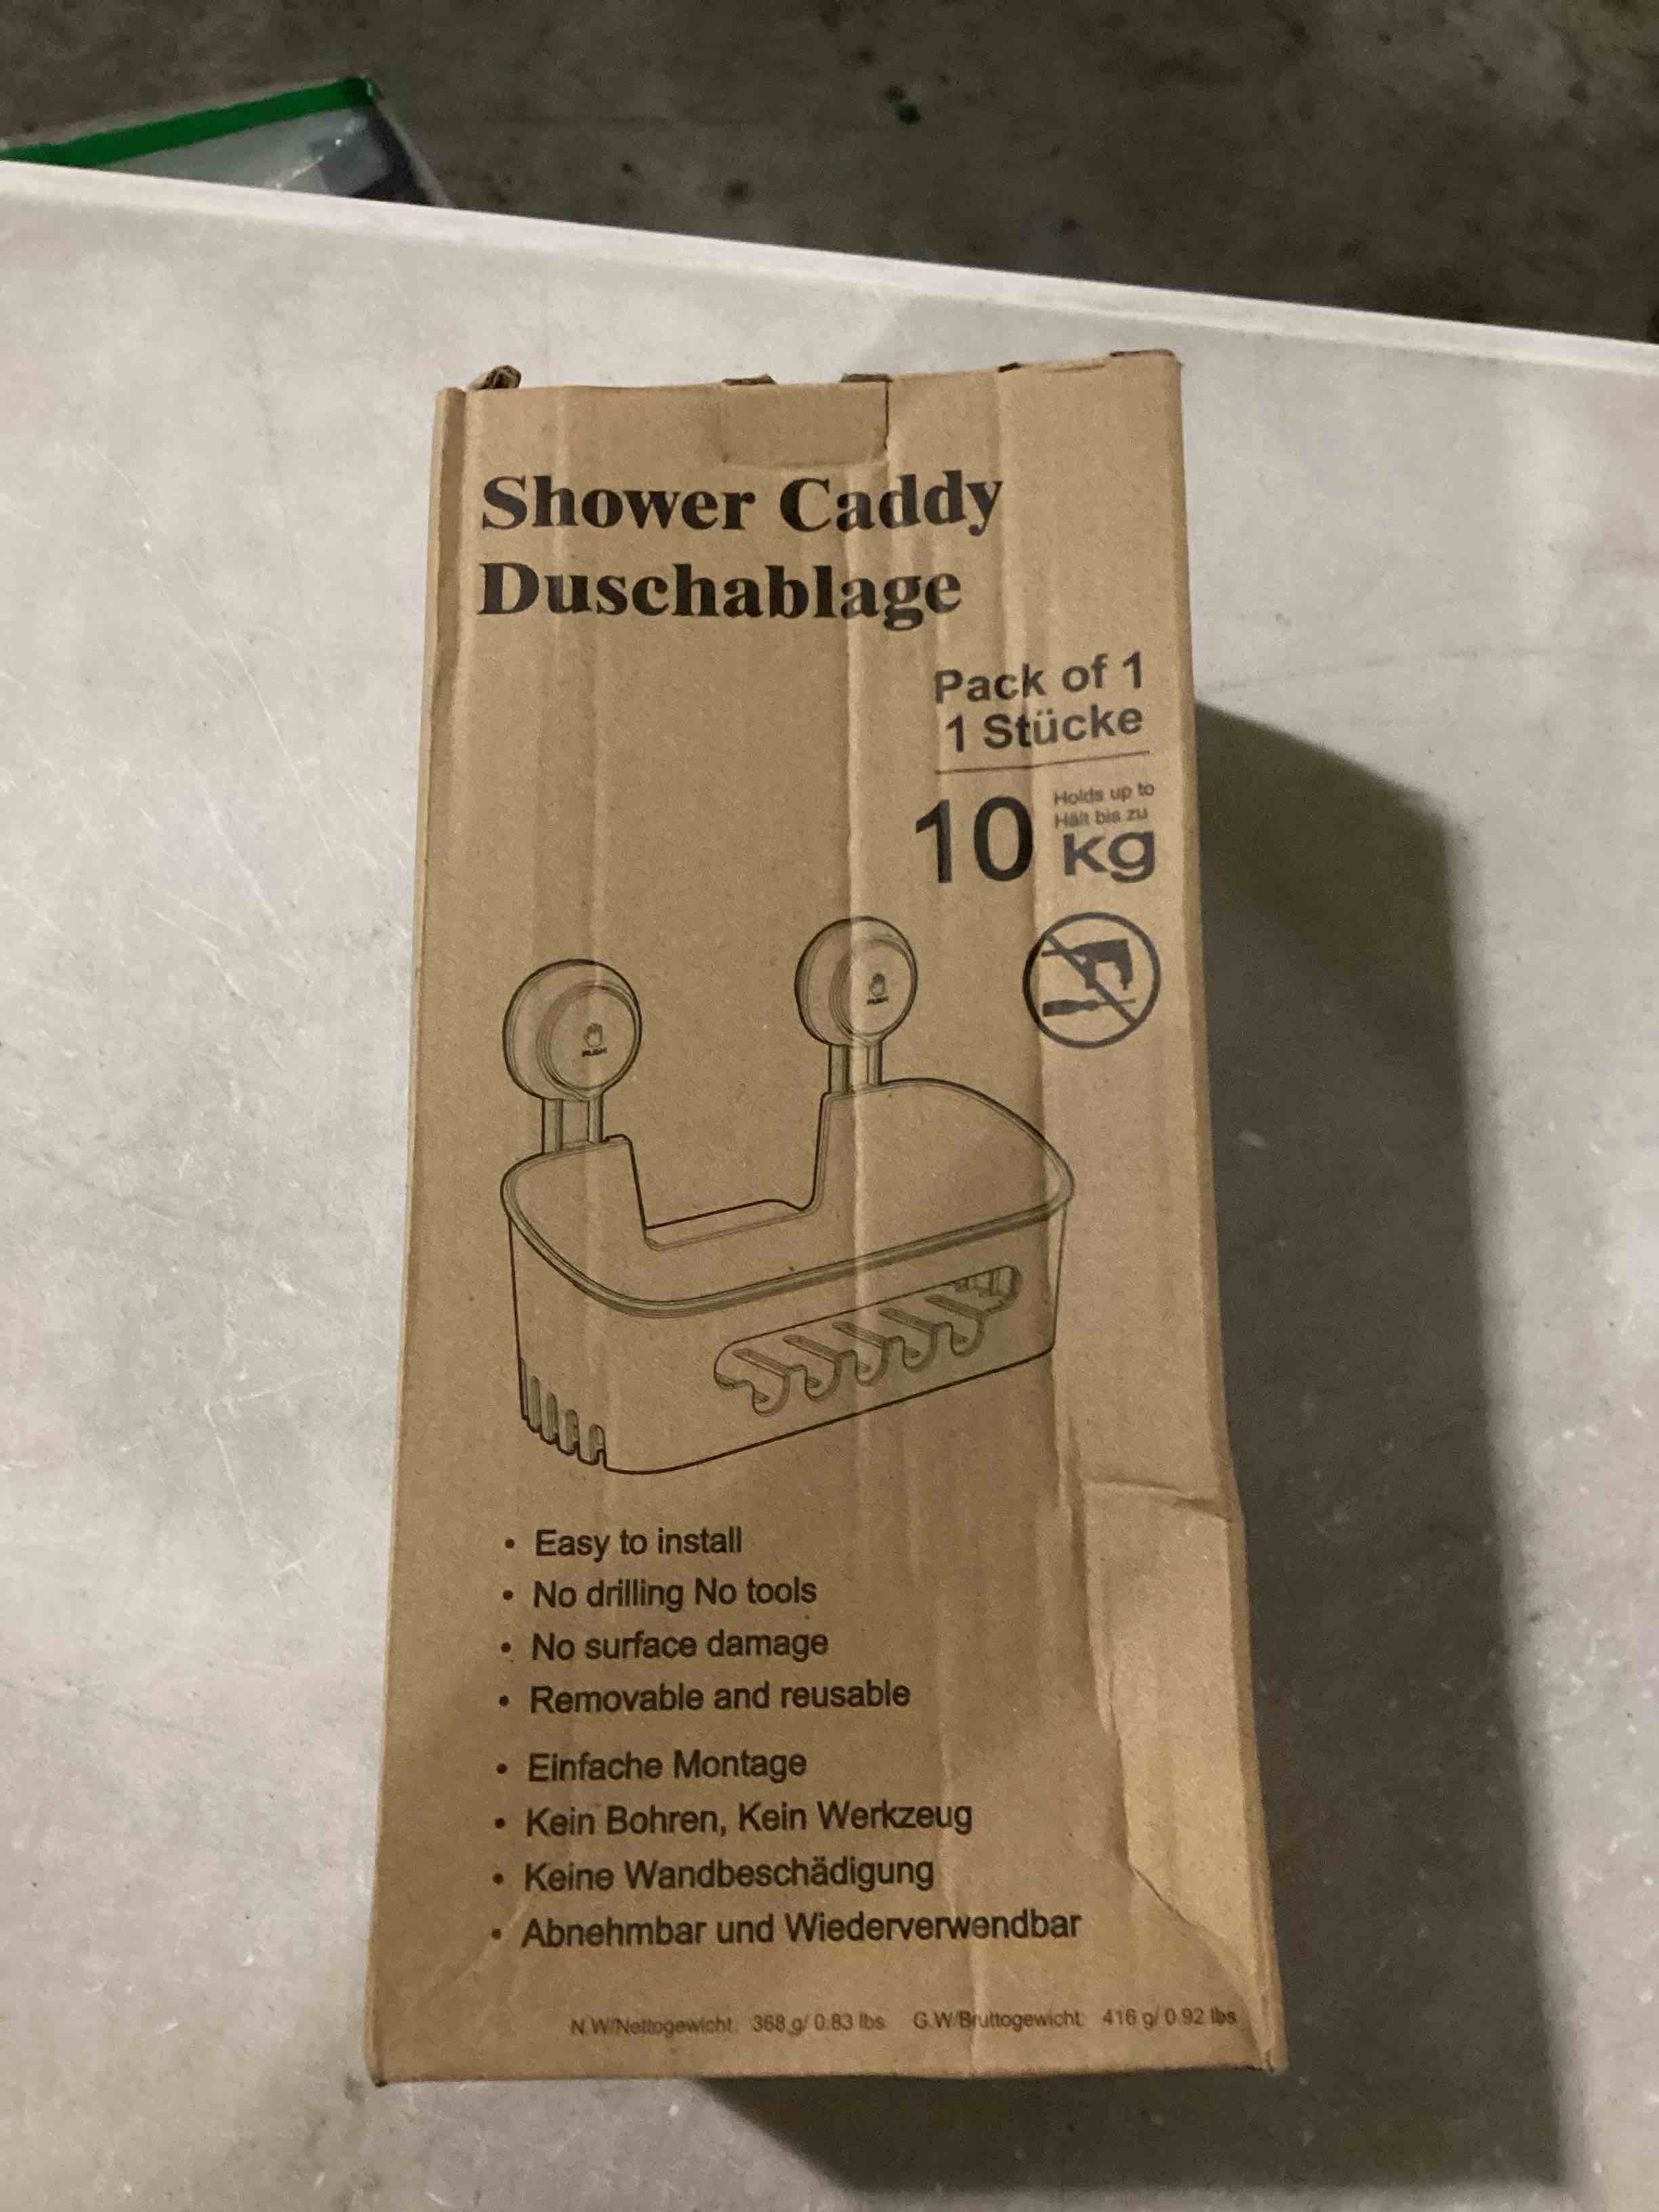 Shower Caddy
Duschablage
Pack of 1
1 Stücke
10 kg
Holds up to
Hält bis zu
PUSH
PUSH
• Easy to install
• No drilling No tools
• No surface damage
• Removable and reusable
• Einfache Montage
• Kein Bohren, Kein Werkzeug
• Keine Wandbeschädigung
• Abnehmbar und Wiederverwendbar
N.W/Nettogewicht: 368 g/ 0.83 lbs G.W/Bruttogewicht: 416 g/ 0.92 lbs